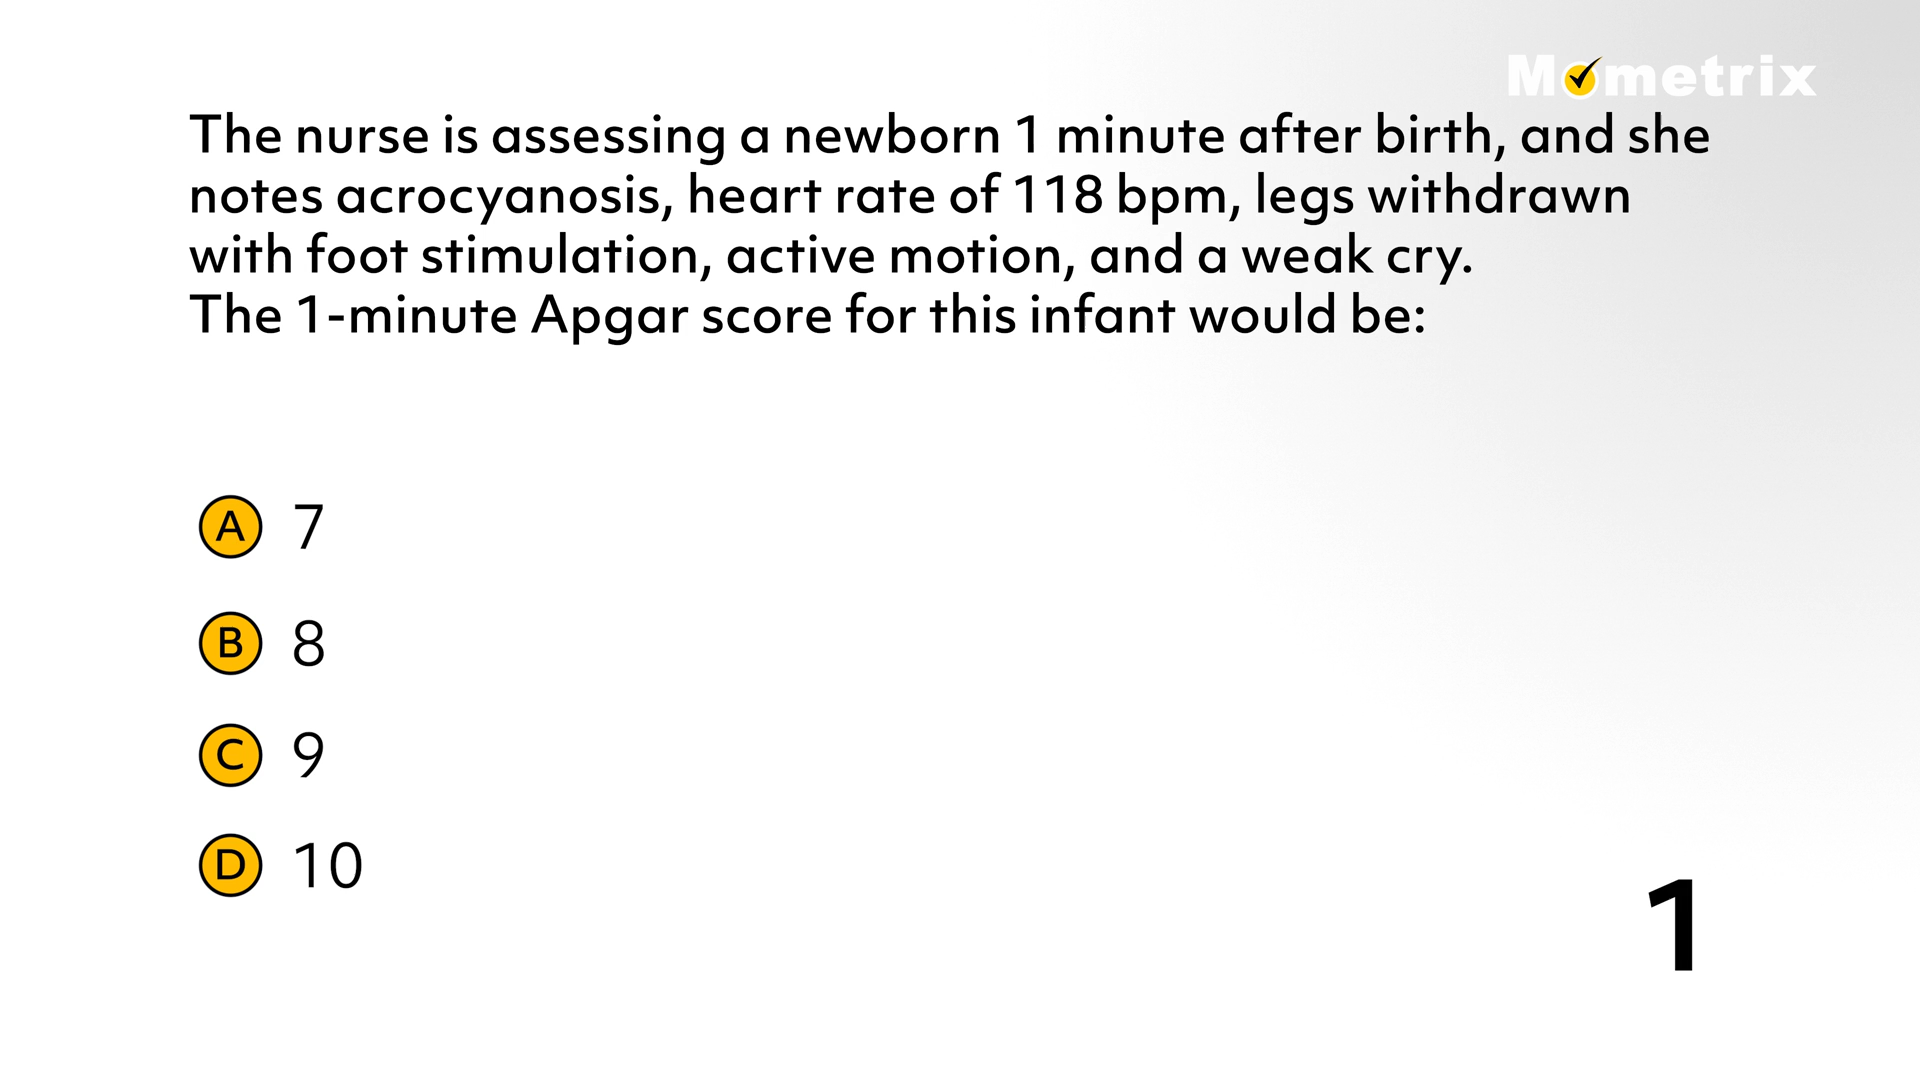 Mometrix
The nurse is assessing a newborn 1 minute after birth, and she
notes acrocyanosis, heart rate of 118 bpm, legs withdrawn
with foot stimulation, active motion, and a weak cry.
The 1-minute Apgar score for this infant would be:
A 7
B 8
C 9
D 10
1